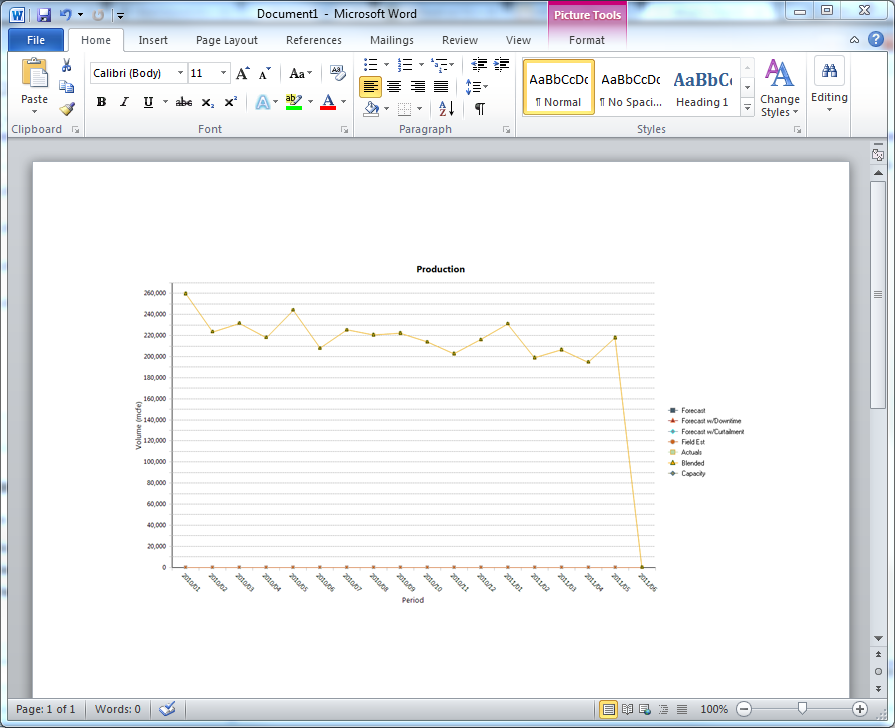 Document1 - Microsoft Word
Picture Tools
File
Home
Insert
Page Layout
References
Mailings
Review
View
Format
Paste
Clipboard
Calibri (Body)
11
Font
Paragraph
AaBbCcDc
¶ Normal
AaBbCcDc
¶ No Spaci...
AaBbC
Heading 1
Styles
Change
Styles
Editing
Production
Volume (mcfe)
260,000
240,000
220,000
200,000
180,000
160,000
140,000
120,000
100,000
80,000
60,000
40,000
20,000
0
2010/01
2010/02
2010/03
2010/04
2010/05
2010/06
2010/07
2010/08
2010/09
2010/10
2010/11
2010/12
2011/01
2011/02
2011/03
2011/04
2011/05
2011/06
Period
Forecast
Forecast w/Downtime
Forecast w/Curtailment
Field Est
Actuals
Blended
Capacity
Page: 1 of 1
Words: 0
100%